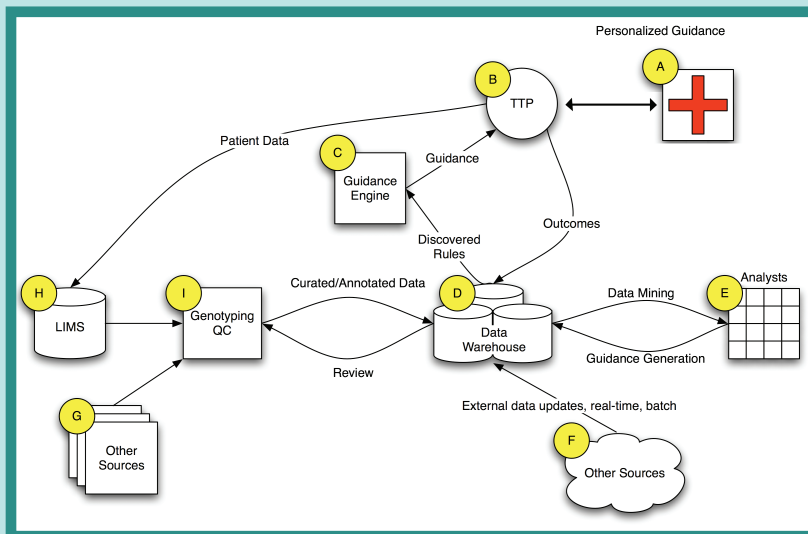 Personalized Guidance
A
B
TTP
Patient Data
C
Guidance
Guidance
Engine
Outcomes
Discovered
Rules
H
LIMS
I
Genotyping
QC
Curated/Annotated Data
Review
D
Data
Warehouse
Data Mining
Guidance Generation
E
Analysts
External data updates, real-time, batch
G
Other
Sources
F
Other Sources